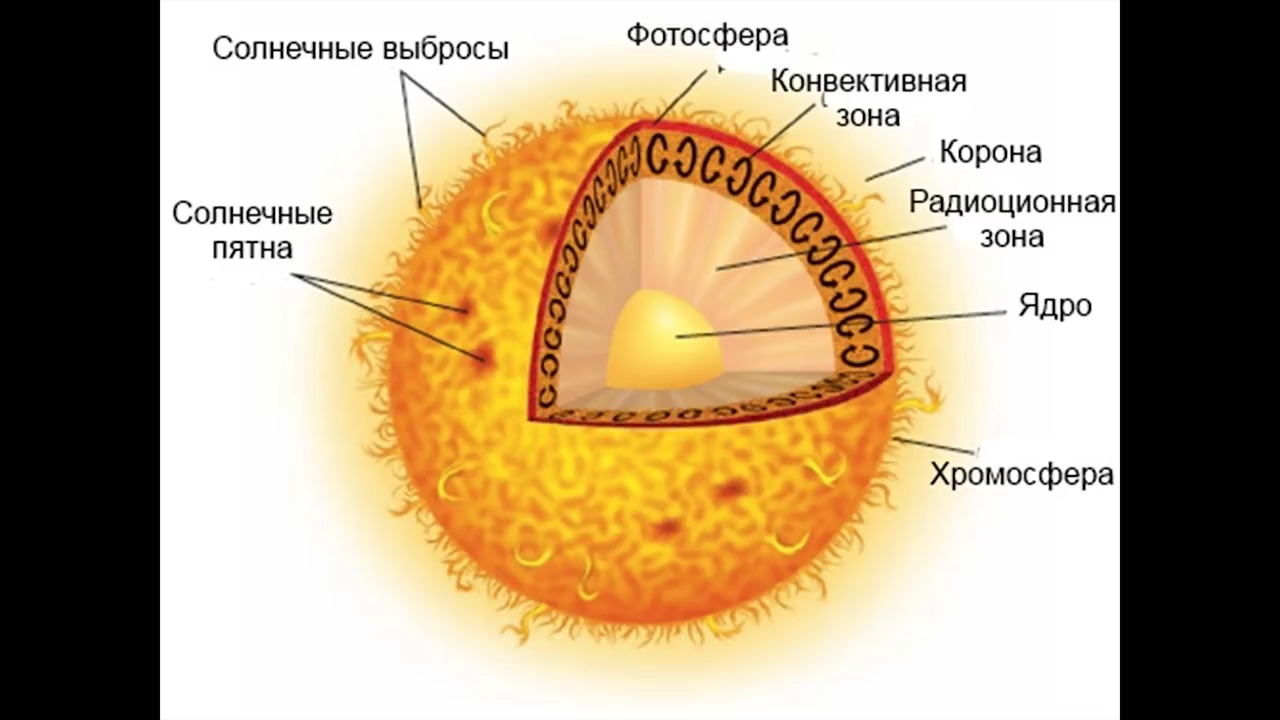 Солнечные выбросы
Фотосфера
Конвективная
зона
Корона
Радиоционная
зона
Солнечные
пятна
Ядро
Хромосфера